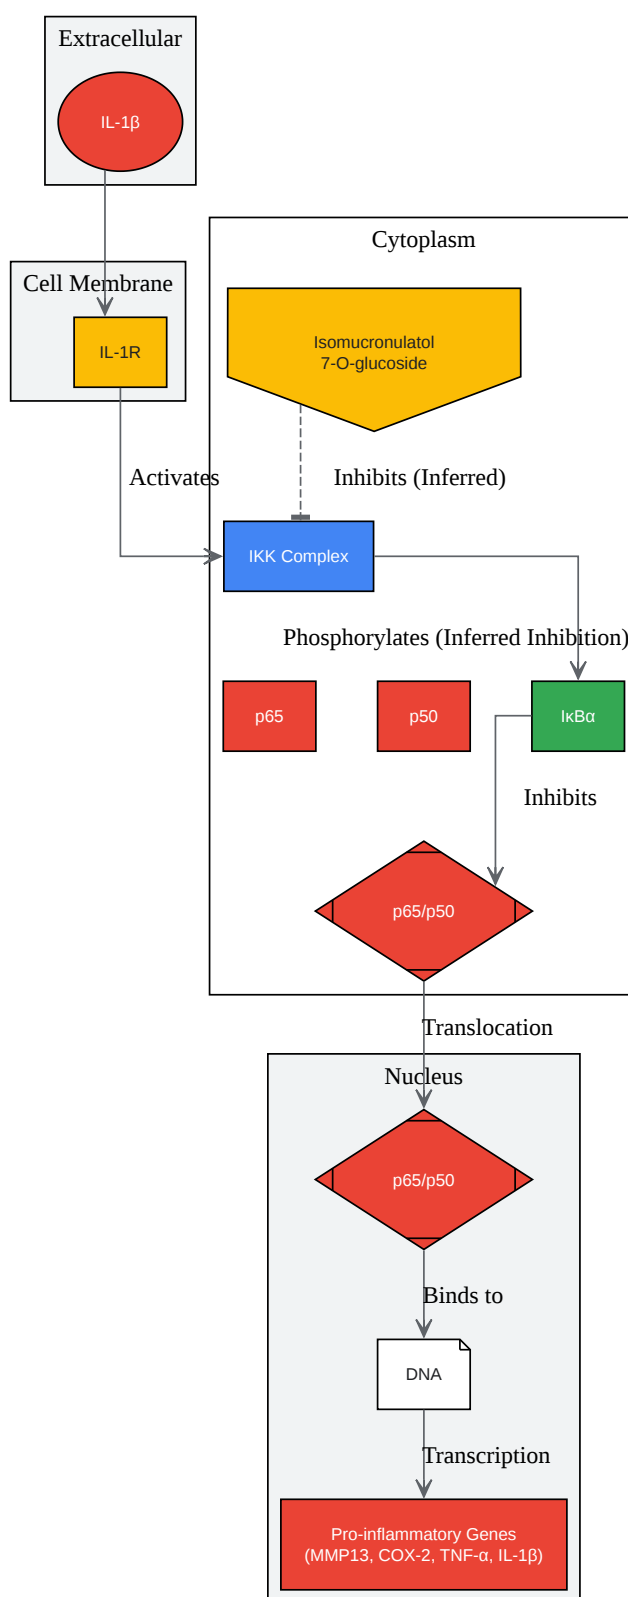 Extracellular
IL-1β
Cytoplasm
Cell Membrane
IL-1R
Isomucronulatol
7-O-glucoside
Activates
Inhibits (Inferred)
IKK Complex
Phosphorylates (Inferred Inhibition)
p65
p50
IκBα
Inhibits
p65/p50
Translocation
Nucleus
p65/p50
Binds to
DNA
Transcription
Pro-inflammatory Genes
(MMP13, COX-2, TNF-α, IL-1β)